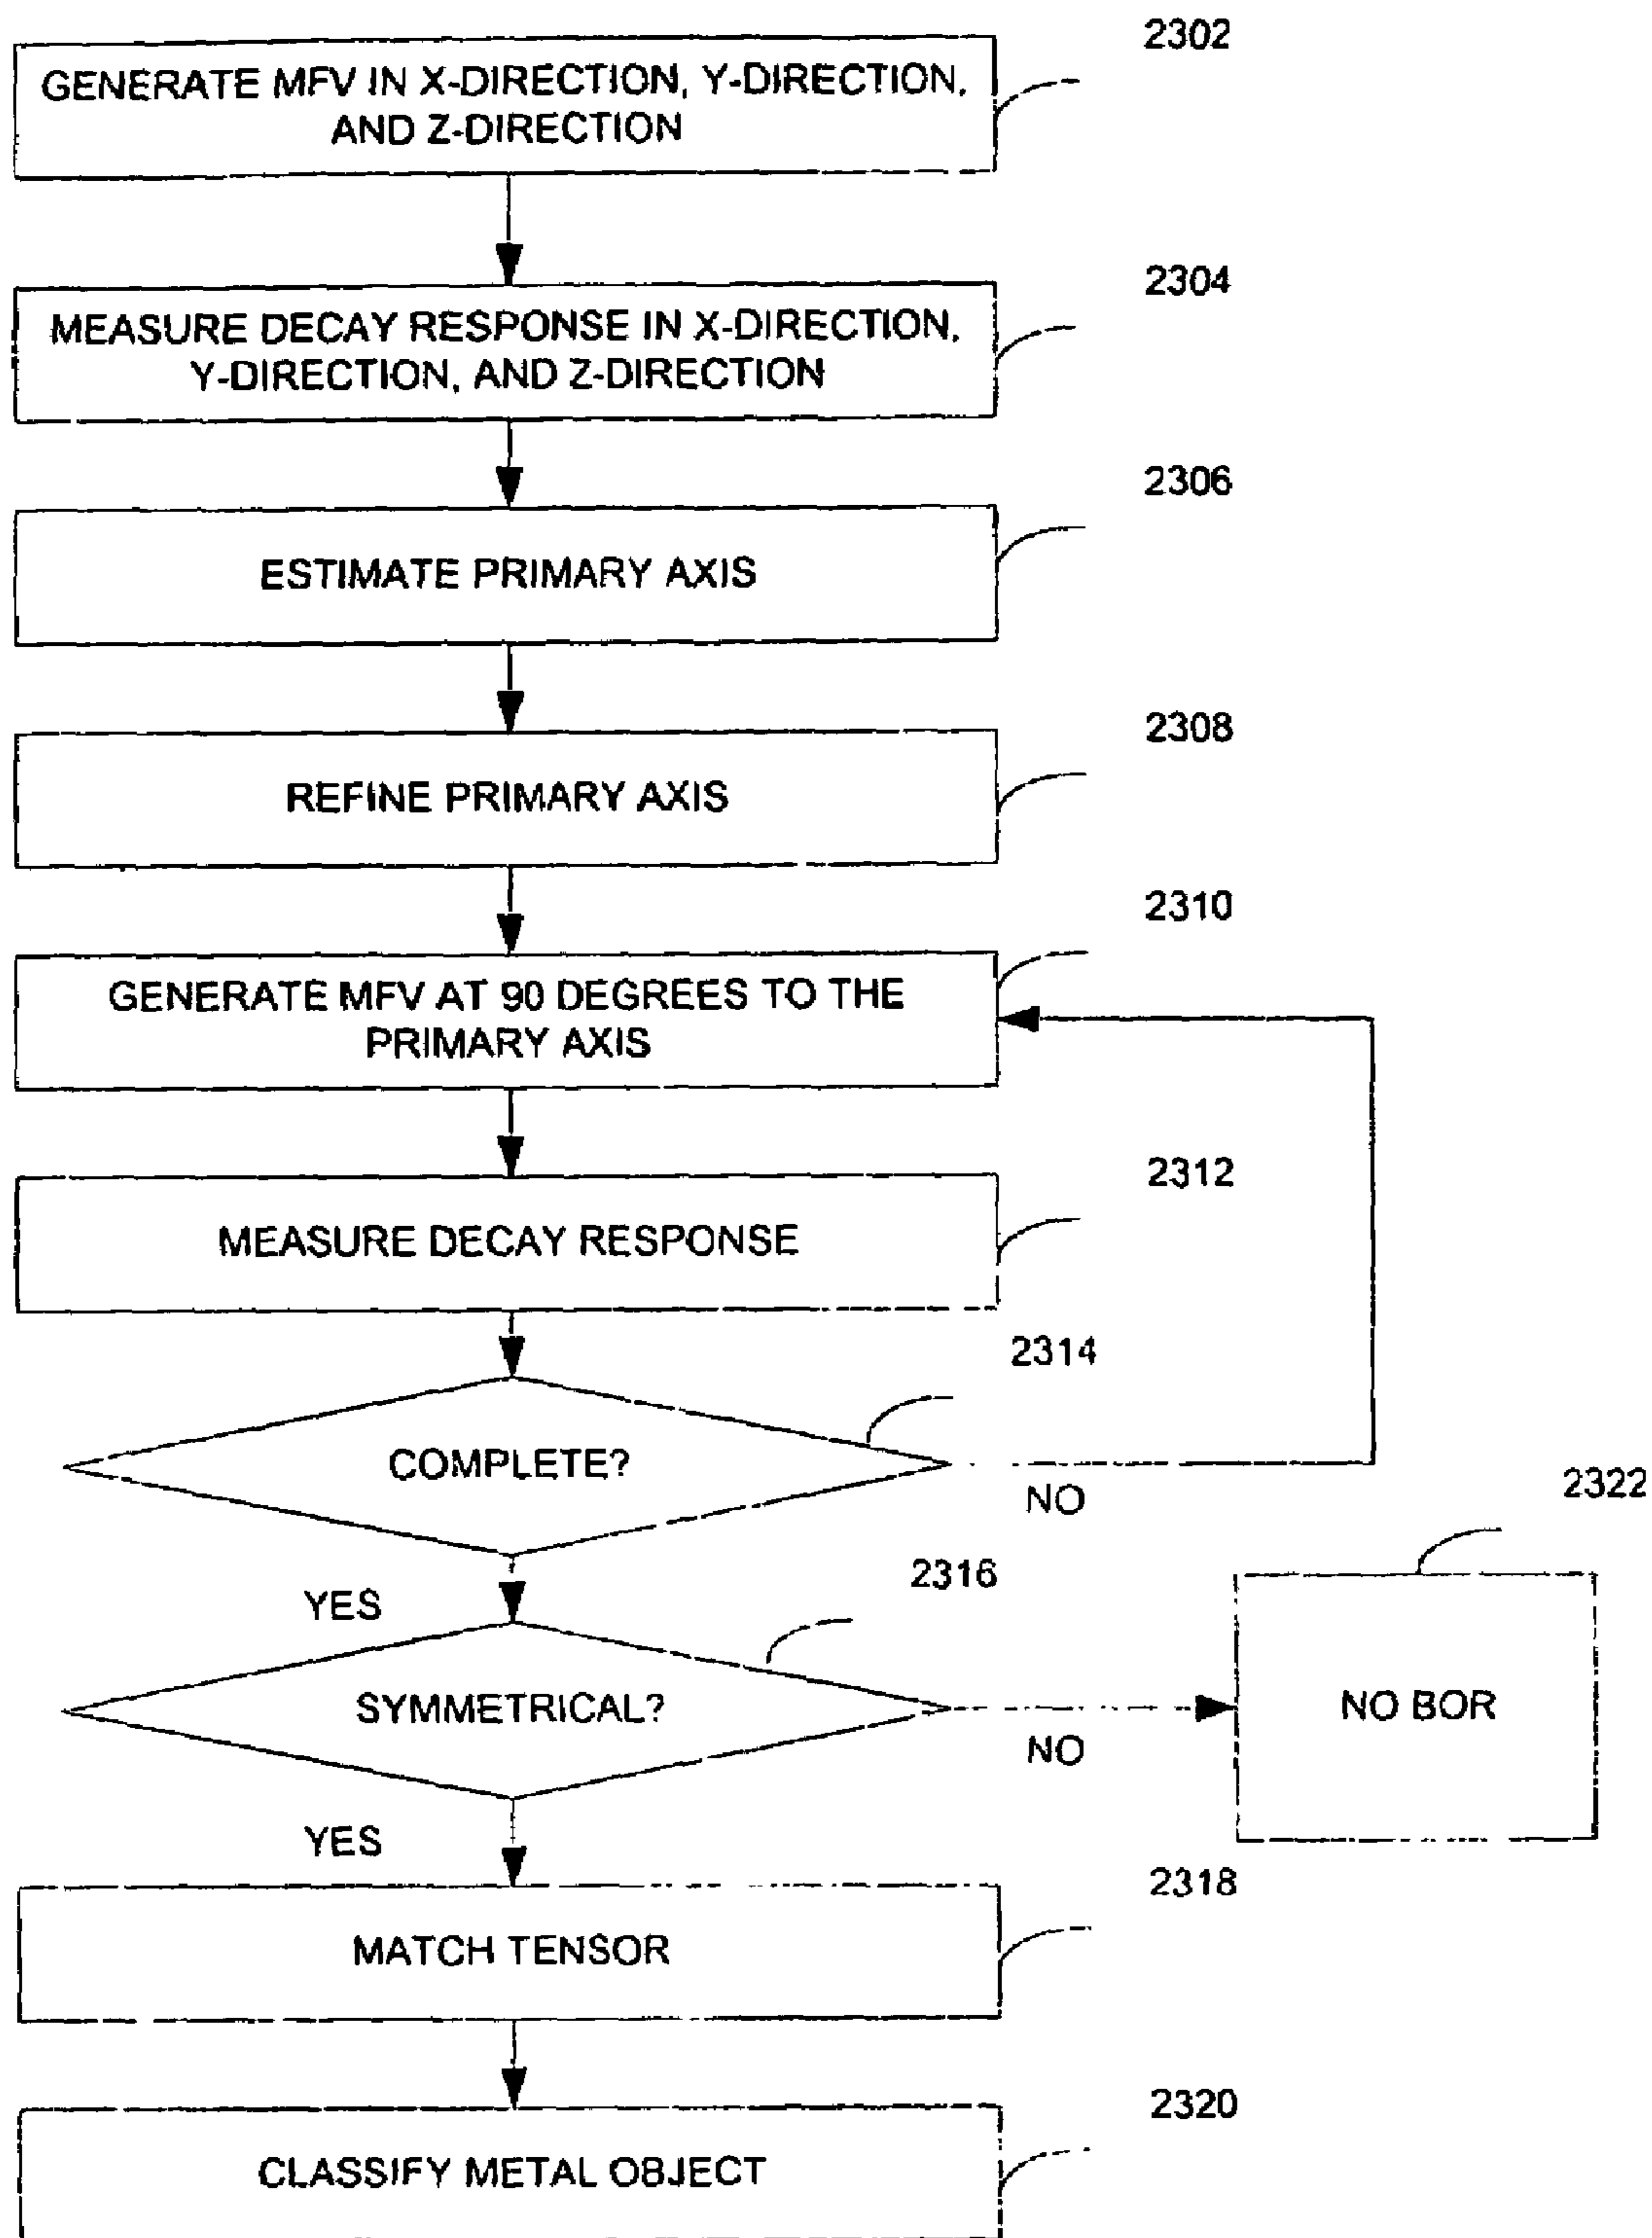 2302
GENERATE MFV IN X-DIRECTION, Y-DIRECTION,
AND Z-DIRECTION
2304
MEASURE DECAY RESPONSE IN X-DIRECTION,
Y-DIRECTION, AND Z-DIRECTION
2306
ESTIMATE PRIMARY AXIS
2308
REFINE PRIMARY AXIS
2310
GENERATE MFV AT 90 DEGREES TO THE
PRIMARY AXIS
2312
MEASURE DECAY RESPONSE
2314
COMPLETE?
NO
2322
YES
2316
SYMMETRICAL?
NO
NO BOR
YES
2318
MATCH TENSOR
2320
CLASSIFY METAL OBJECT